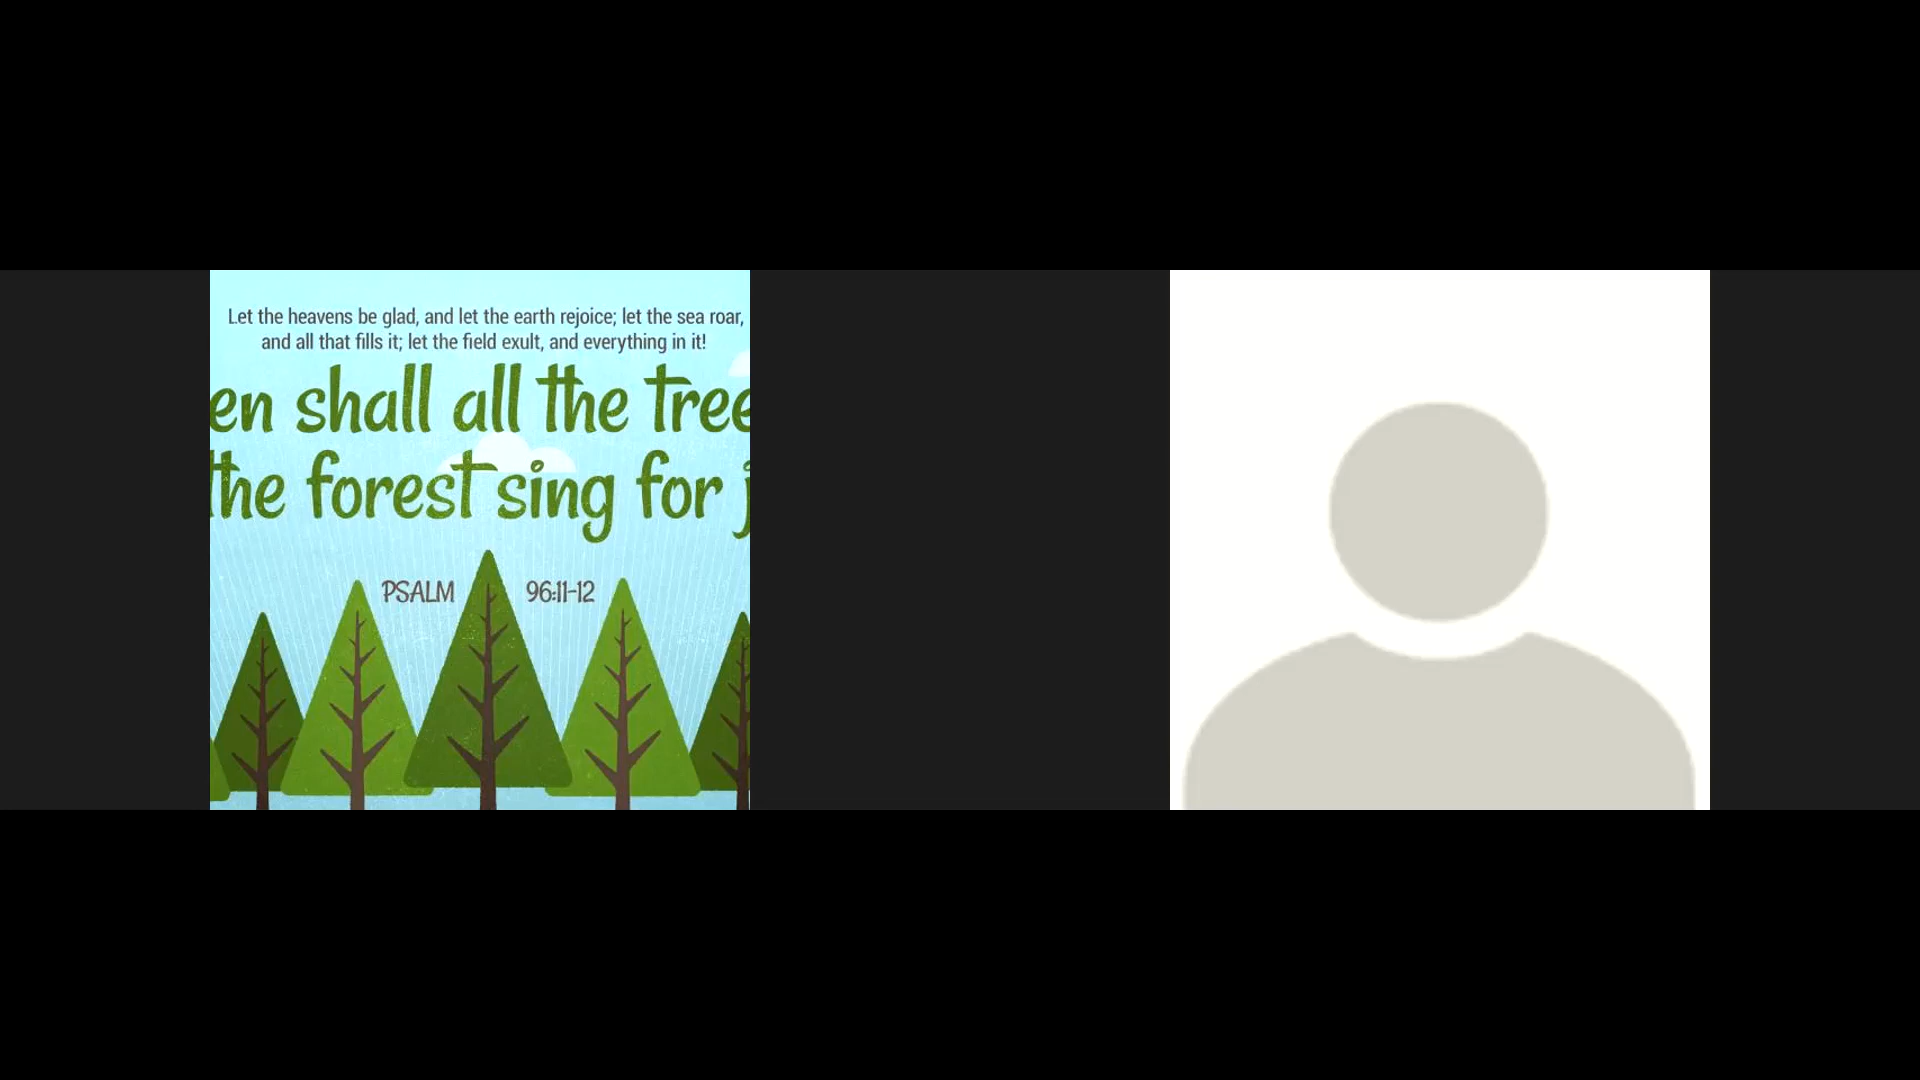 Let the heavens be glad, and let the earth rejoice; let the sea roar,
and all that fills it; let the field exult, and everything in it!
en shall all the tree
the forest sing for j
PSALM 96:11-12